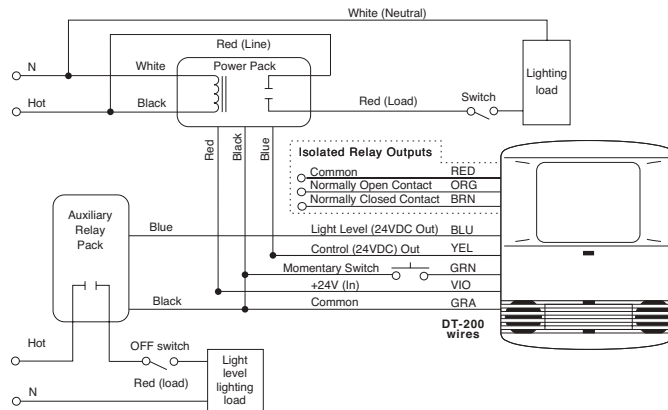 White (Neutral)
Red (Line)
N
White
Power Pack
Lighting
load
Hot
Black
Red (Load)
Switch
Red
Black
Blue
Isolated Relay Outputs
Common
RED
Normally Open Contact
ORG
Normally Closed Contact
BRN
Auxiliary
Relay
Pack
Blue
Light Level (24VDC Out)
BLU
Control (24VDC) Out
YEL
Momentary Switch
GRN
+24V (In)
VIO
Black
Common
GRA
DT-200
wires
Hot
OFF switch
Red (load)
Light
level
lighting
load
N